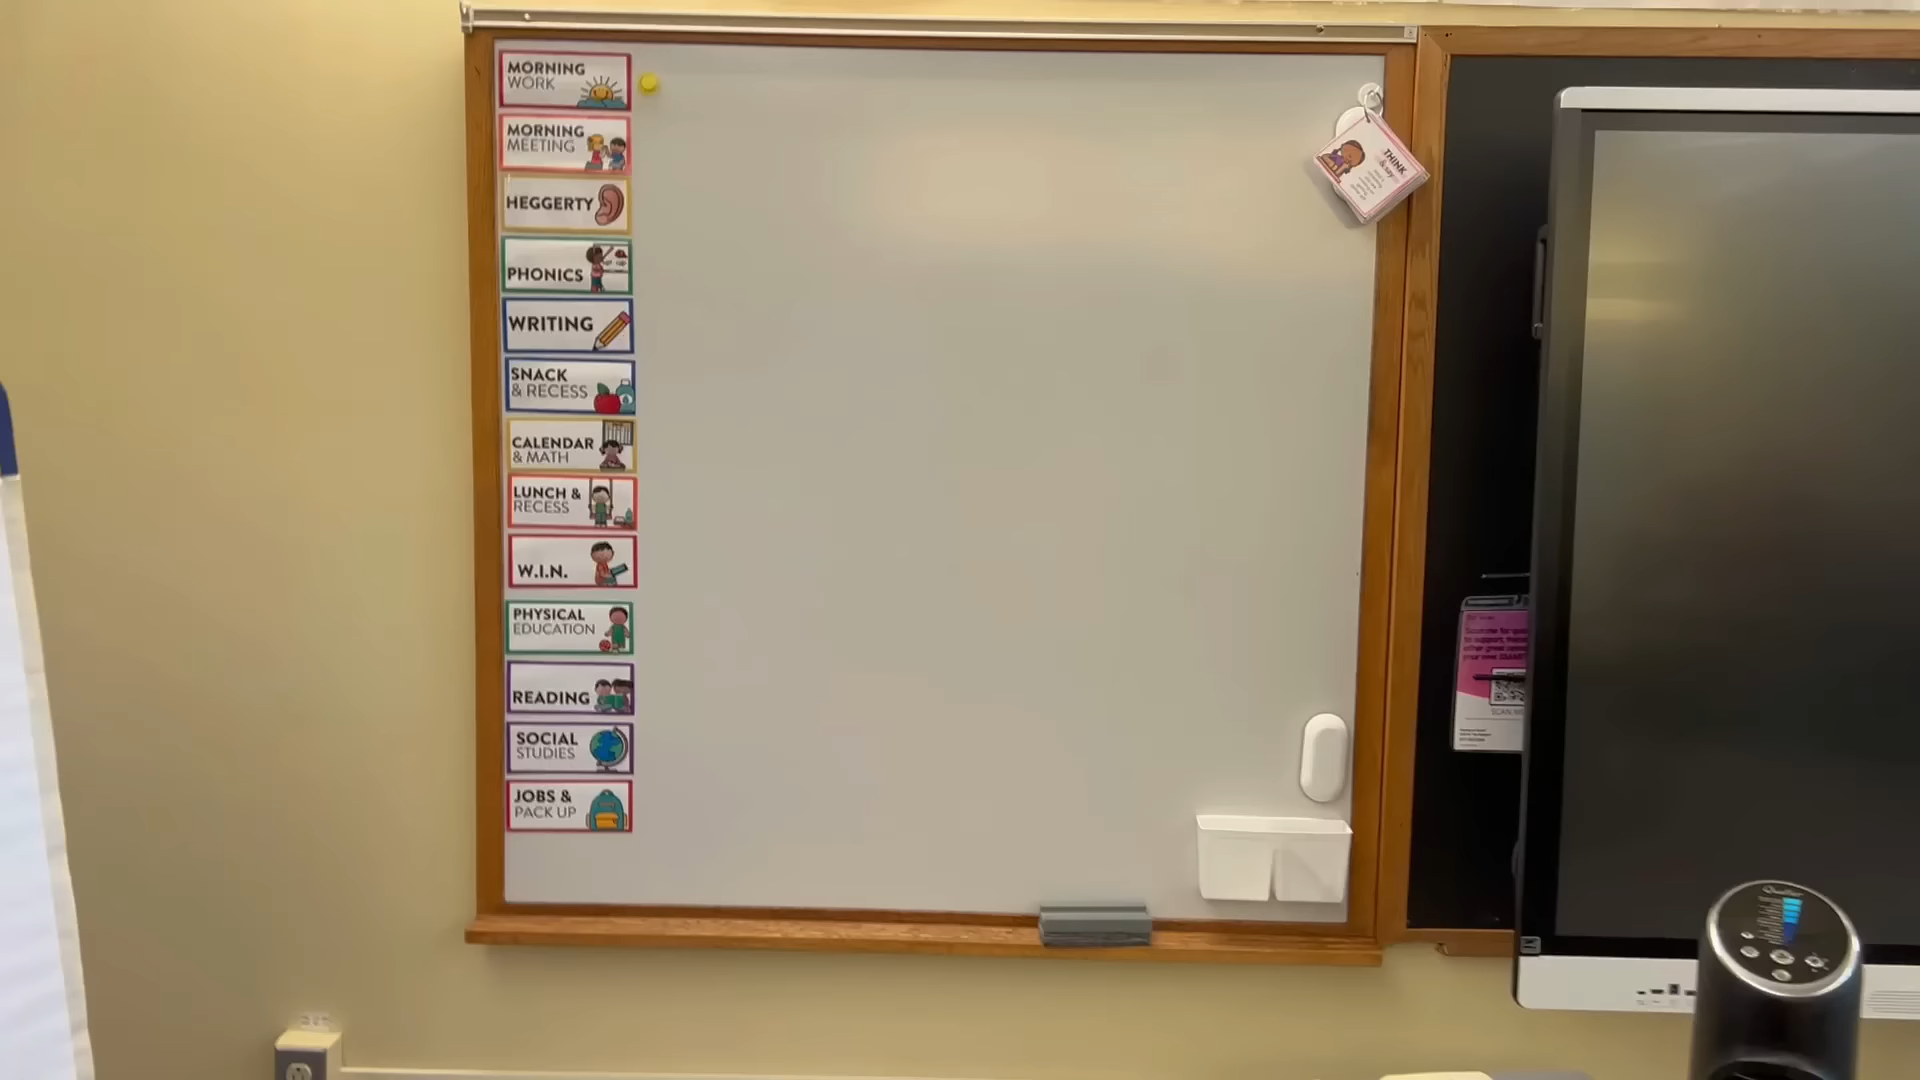 MORNING
WORK
MORNING
MEETING
HEGGERTY
PHONICS
WRITING
SNACK
& RECESS
CALENDAR
& MATH
LUNCH &
RECESS
W.I.N.
PHYSICAL
EDUCATION
READING
SOCIAL
STUDIES
JOBS &
PACK UP
THINK
& say